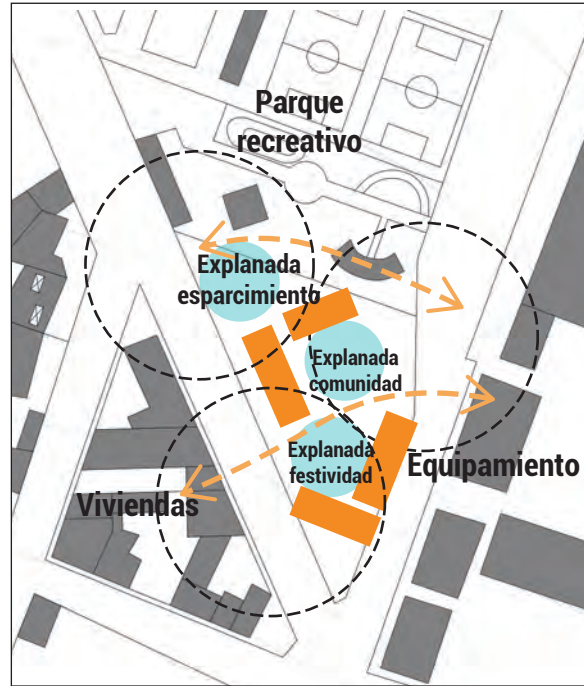 Parque
recreativo
Explanada
esparcimiento
Explanada
comunidad
Explanada
festividad
Equipamiento
Viviendas